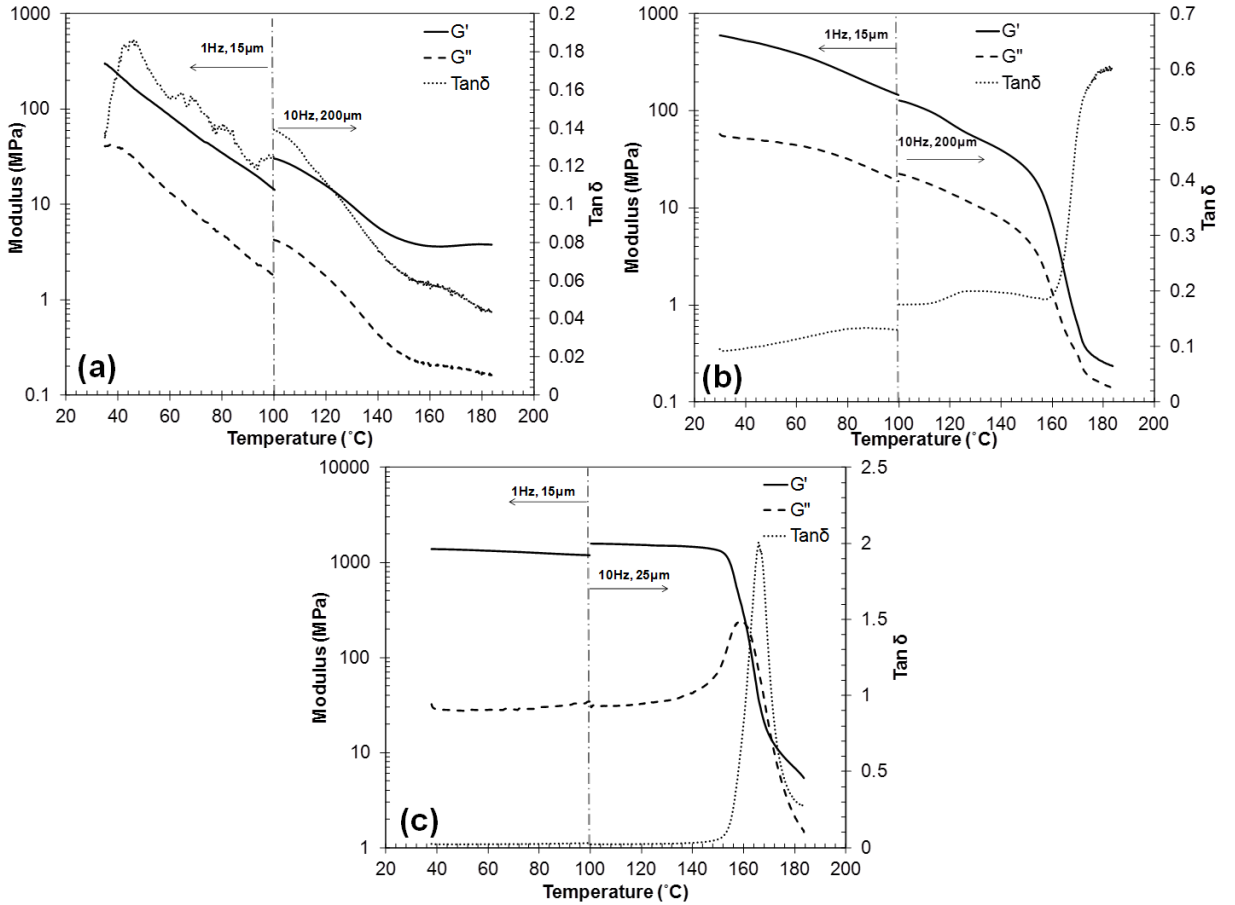 1000
100
10
1
0.1
Modulus (MPa)
0.2
0.18
0.16
0.14
0.12
0.1
0.08
0.06
0.04
0.02
0
Tan δ
1Hz, 15µm
10Hz, 200µm
G'
G"
Tanδ
(a)
20 40 60 80 100 120 140 160 180 200
Temperature (˚C)
1000
100
10
1
0.1
Modulus (MPa)
0.7
0.6
0.5
0.4
0.3
0.2
0.1
0
Tan δ
1Hz, 15µm
10Hz, 200µm
G'
G"
Tanδ
(b)
20 40 60 80 100 120 140 160 180 200
Temperature (˚C)
10000
1000
100
10
1
Modulus (MPa)
2.5
2
1.5
1
0.5
0
Tan δ
1Hz, 15µm
10Hz, 25µm
G'
G"
Tanδ
(c)
20 40 60 80 100 120 140 160 180 200
Temperature (˚C)